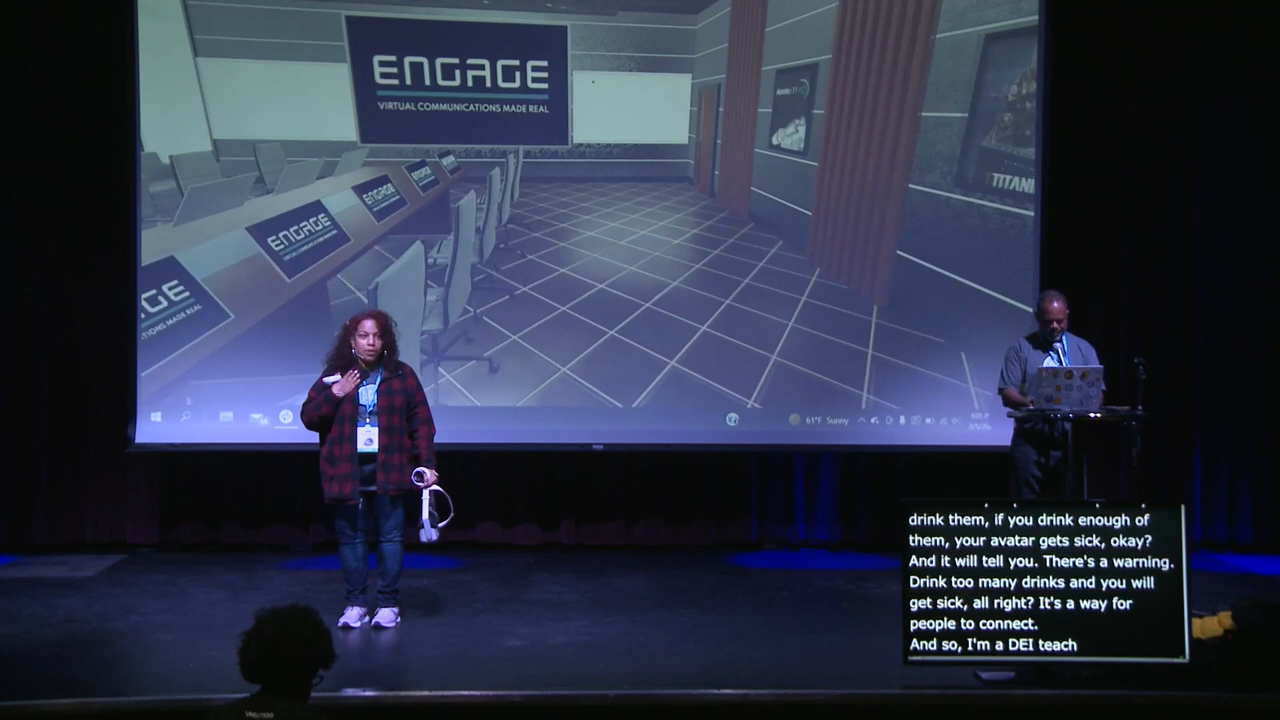 ENGAGE
VIRTUAL COMMUNICATIONS MADE REAL
TITANI
ENGAGE
ENGAGE
ENGAGE
GE
VIRTUAL COMMUNICATIONS MADE REAL
61°F Sunny
drink them, if you drink enough of
them, your avatar gets sick, okay?
And it will tell you. There's a warning.
Drink too many drinks and you will
get sick, all right? It's a way for
people to connect.
And so, I'm a DEI teach